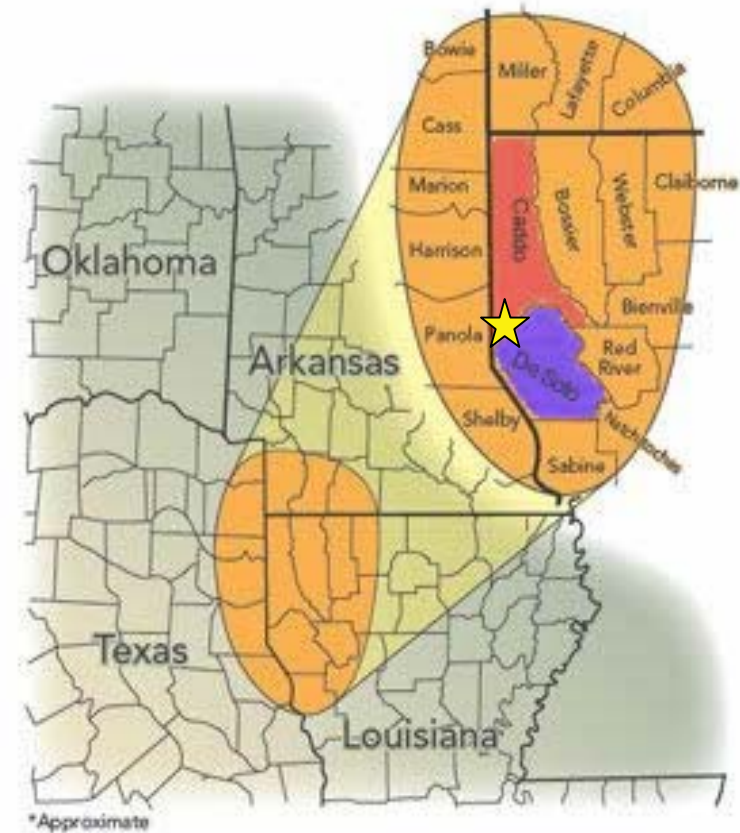 Bowie
Miller
Lafayette
Columbia
Cass
Marion
Caddo
Bossier
Webster
Claiborne
Harrison
Oklahoma
Bienville
Panola
Red
River
Arkansas
De Soto
Shelby
Natchitoches
Sabine
Texas
Louisiana
*Approximate